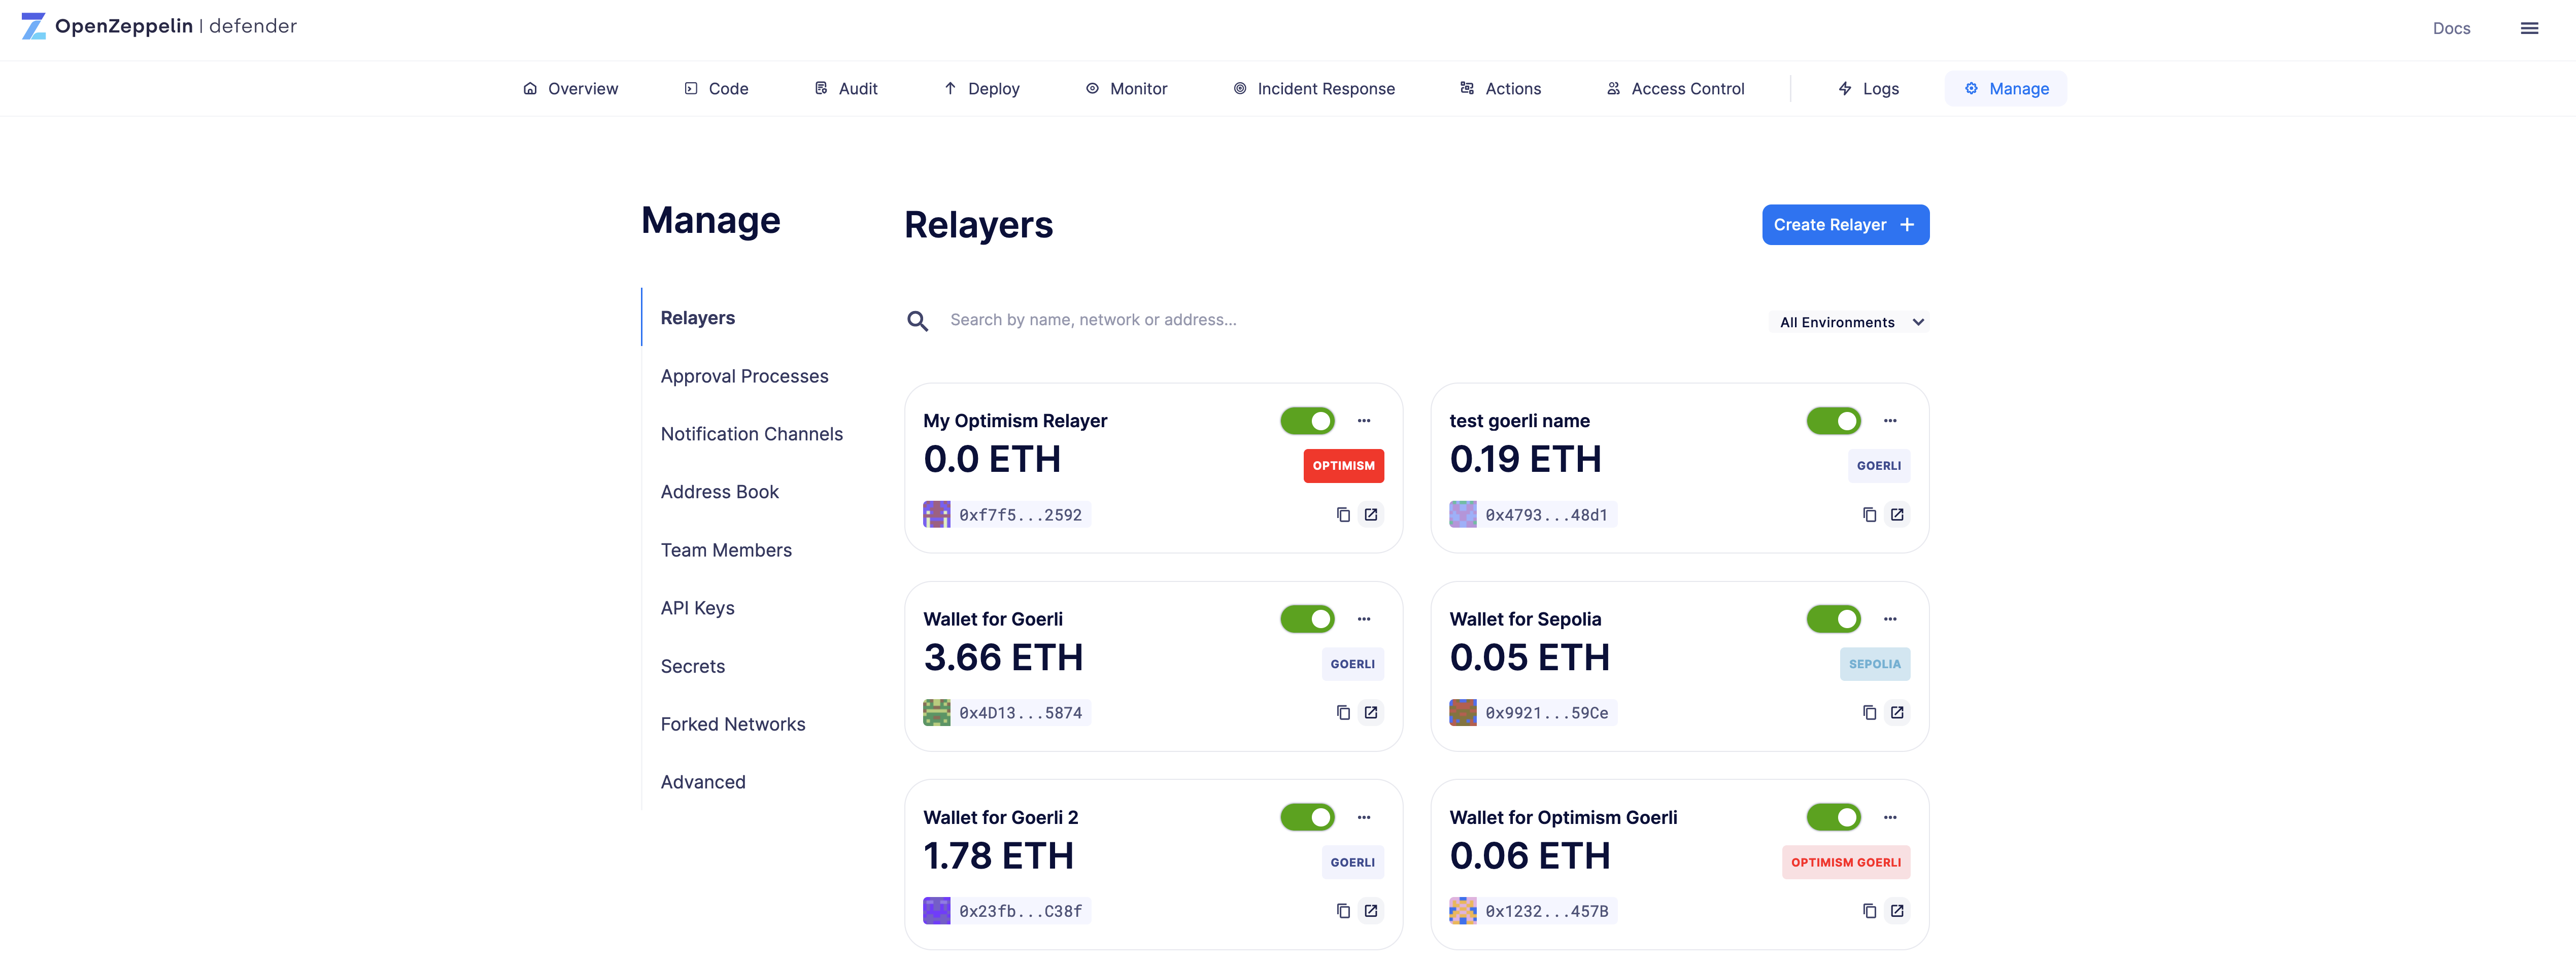 OpenZeppelin | defender
Docs
Overview
Code
Audit
Deploy
Monitor
Incident Response
Actions
Access Control
Logs
Manage
Manage
Relayers
Approval Processes
Notification Channels
Address Book
Team Members
API Keys
Secrets
Forked Networks
Advanced
Relayers
Create Relayer +
Search by name, network or address...
All Environments
My Optimism Relayer
0.0 ETH
OPTIMISM
0xf7f5...2592
test goerli name
0.19 ETH
GOERLI
0x4793...48d1
Wallet for Goerli
3.66 ETH
GOERLI
0x4D13...5874
Wallet for Sepolia
0.05 ETH
SEPOLIA
0x9921...59Ce
Wallet for Goerli 2
1.78 ETH
GOERLI
0x23fb...C38f
Wallet for Optimism Goerli
0.06 ETH
OPTIMISM GOERLI
0x1232...457B